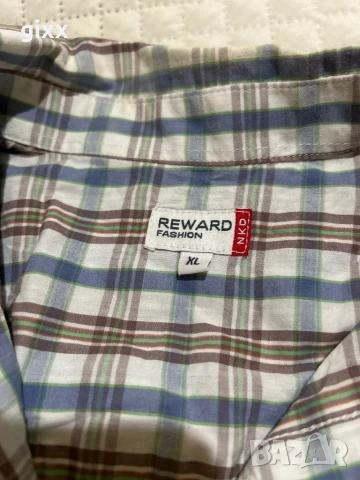 gixx
REWARD
FASHION
NKD
XL
BAZAR